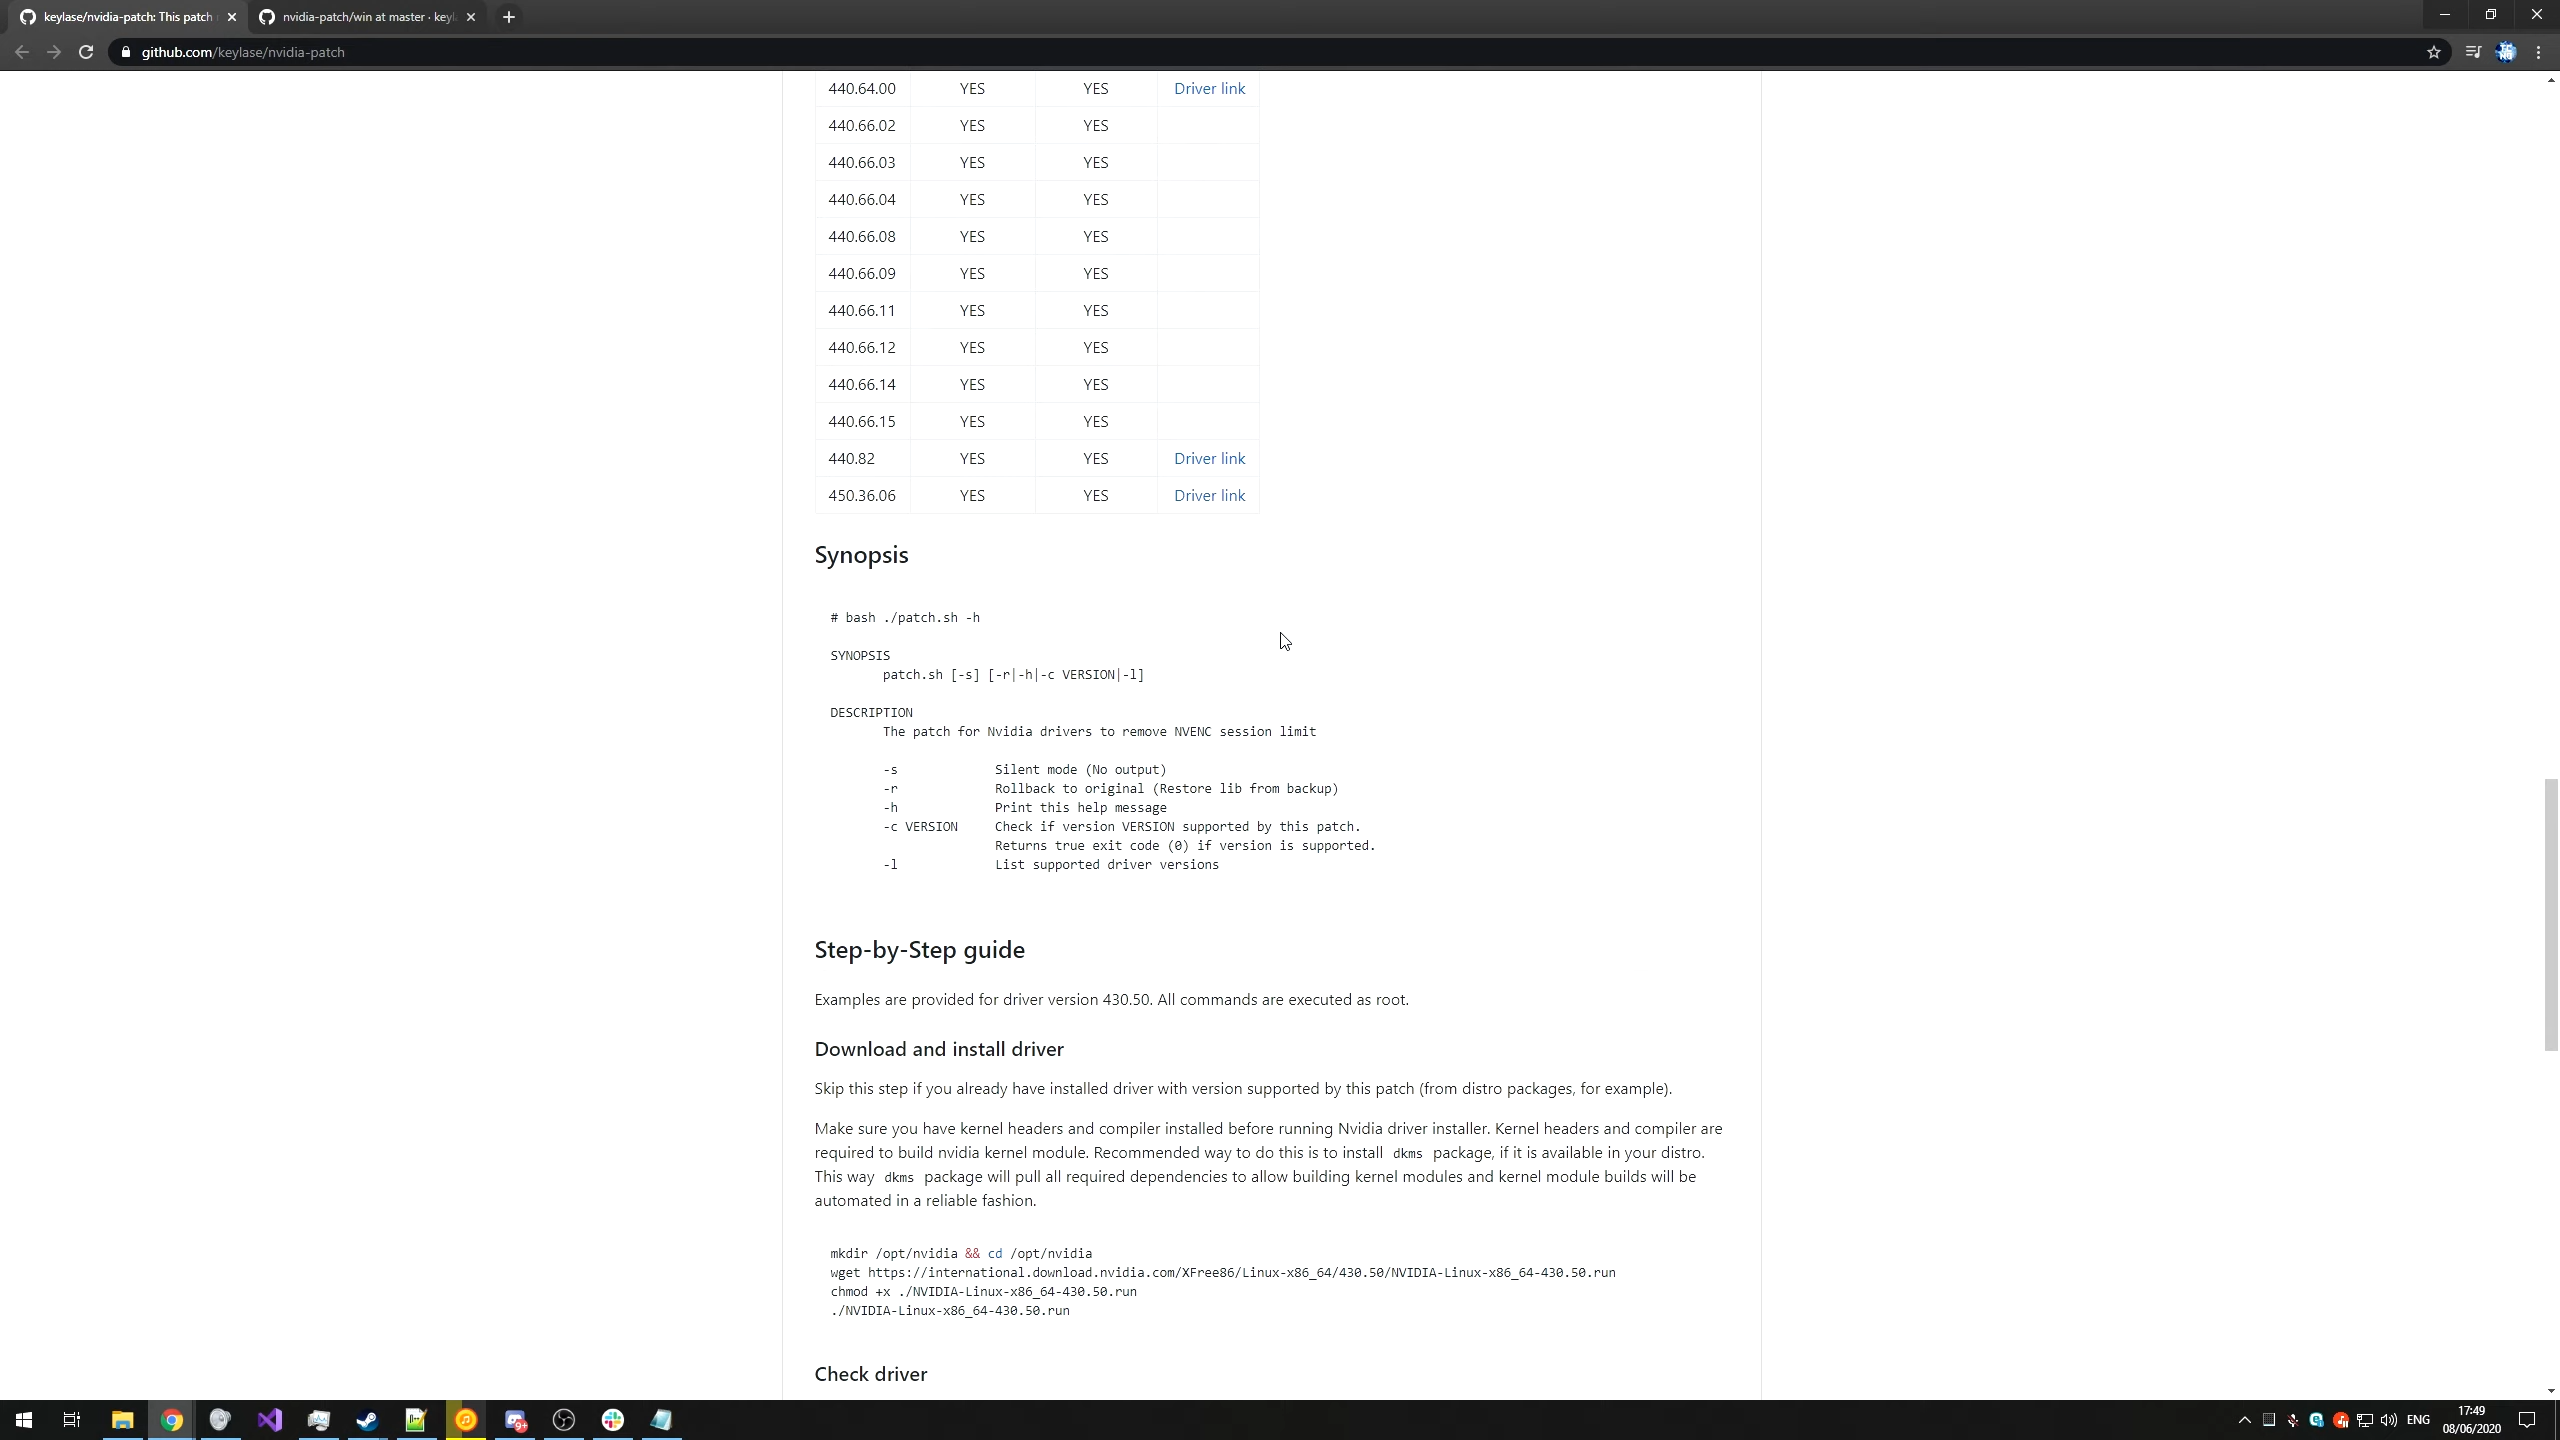 keylase/nvidia-patch: This patch
nvidia-patch/win at master · keyl
github.com/keylase/nvidia-patch
440.64.00 YES YES Driver link
440.66.02 YES YES
440.66.03 YES YES
440.66.04 YES YES
440.66.08 YES YES
440.66.09 YES YES
440.66.11 YES YES
440.66.12 YES YES
440.66.14 YES YES
440.66.15 YES YES
440.82 YES YES Driver link
450.36.06 YES YES Driver link
Synopsis
# bash ./patch.sh -h
SYNOPSIS
patch.sh [-s] [-r|-h|-c VERSION|-l]
DESCRIPTION
The patch for Nvidia drivers to remove NVENC session limit
-s Silent mode (No output)
-r Rollback to original (Restore lib from backup)
-h Print this help message
-c VERSION Check if version VERSION supported by this patch.
Returns true exit code (0) if version is supported.
-l List supported driver versions
Step-by-Step guide
Examples are provided for driver version 430.50. All commands are executed as root.
Download and install driver
Skip this step if you already have installed driver with version supported by this patch (from distro packages, for example).
Make sure you have kernel headers and compiler installed before running Nvidia driver installer. Kernel headers and compiler are
required to build nvidia kernel module. Recommended way to do this is to install dkms package, if it is available in your distro.
This way dkms package will pull all required dependencies to allow building kernel modules and kernel module builds will be
automated in a reliable fashion.
mkdir /opt/nvidia && cd /opt/nvidia
wget https://international.download.nvidia.com/XFree86/Linux-x86_64/430.50/NVIDIA-Linux-x86_64-430.50.run
chmod +x ./NVIDIA-Linux-x86_64-430.50.run
./NVIDIA-Linux-x86_64-430.50.run
Check driver
9+
ENG
17:49
08/06/2020